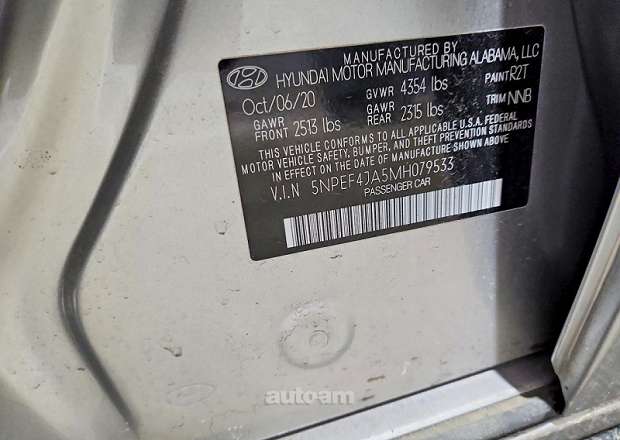 MANUFACTURED BY
HYUNDAI MOTOR MANUFACTURING ALABAMA, LLC
Oct/06/20 GVWR 4354 lbs PAINT R2T
GAWR FRONT 2513 lbs GAWR REAR 2315 lbs TRIM NNB
THIS VEHICLE CONFORMS TO ALL APPLICABLE U.S.A. FEDERAL
MOTOR VEHICLE SAFETY, BUMPER, AND THEFT PREVENTION STANDARDS
IN EFFECT ON THE DATE OF MANUFACTURE SHOWN ABOVE
V.I.N 5NPEF4JA5MH079533
PASSENGER CAR
autoam